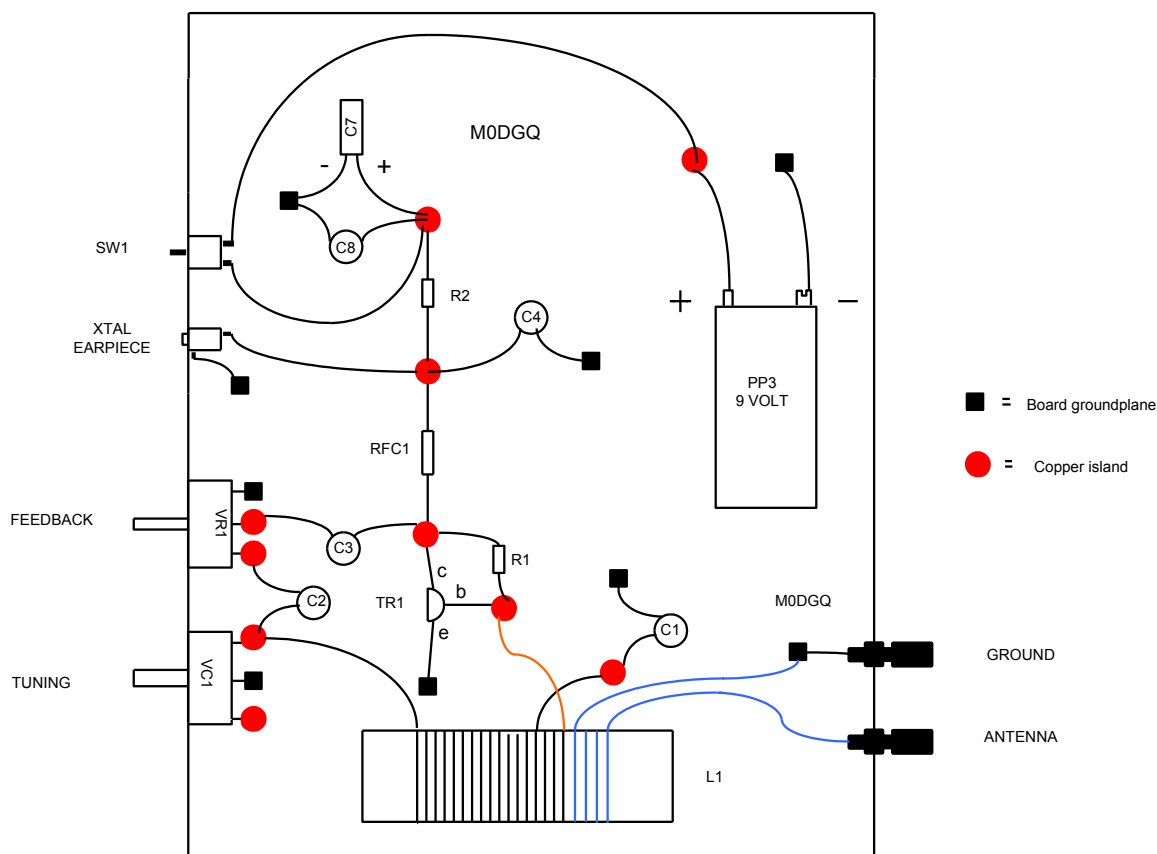 M0DGQ
C7
-
+
C8
SW1
R2
C4
+
-
XTAL
EARPIECE
PP3
9 VOLT
= Board groundplane
RFC1
= Copper island
FEEDBACK
VR1
C3
R1
c
C2
TR1
b
e
M0DGQ
C1
GROUND
TUNING
VC1
ANTENNA
L1